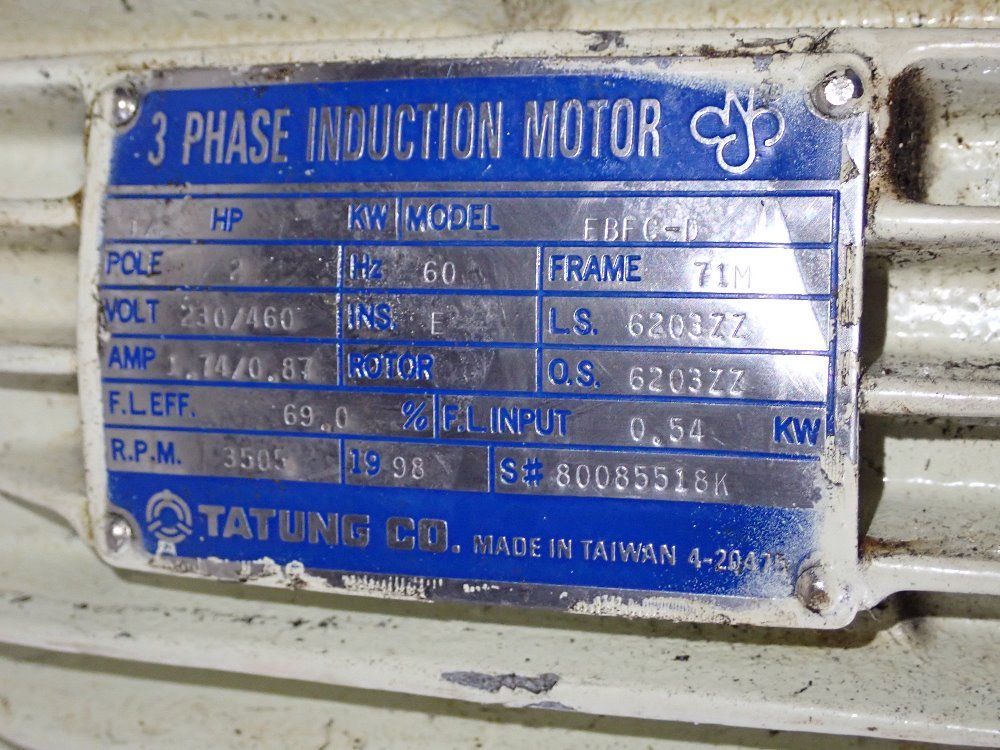 3 PHASE INDUCTION MOTOR
HP KW MODEL EBFC-D
POLE 2 Hz 60 FRAME 71M
VOLT 230/460 INS. E L.S. 6203ZZ
AMP 1.74/0.87 ROTOR O.S. 6203ZZ
F.L.EFF. 69.0 % F.L.INPUT 0.54 KW
R.P.M. 3505 1998 S# 80085518K
TATUNG CO. MADE IN TAIWAN 4-20475